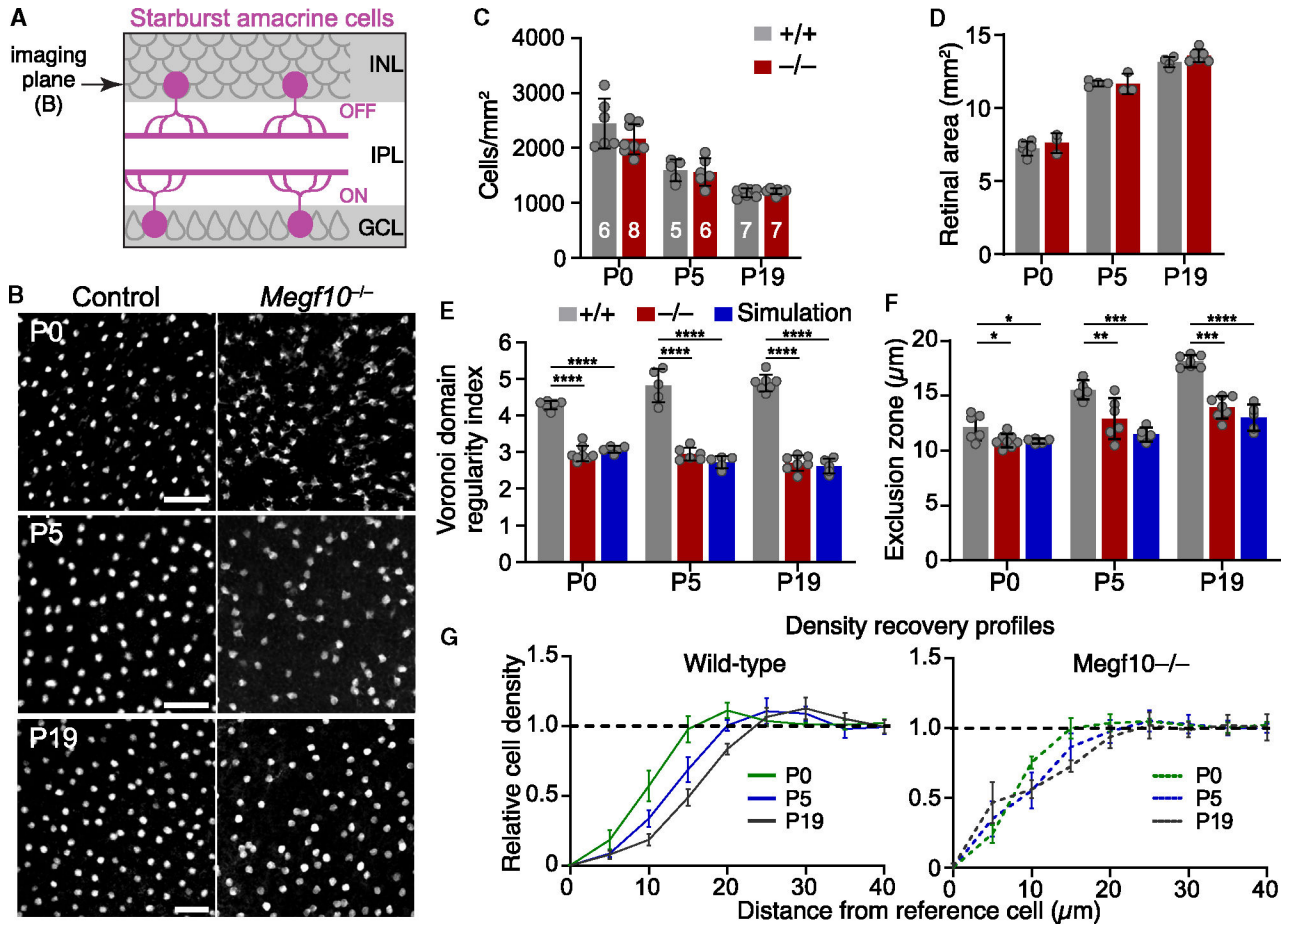 A
Starburst amacrine cells
imaging
plane
(B)
INL
OFF
IPL
ON
GCL
B
Control
Megf10–/–
P0
P5
P19
C
+/+
–/–
Cells/mm²
4000
3000
2000
1000
0
6 8 5 6 7 7
P0 P5 P19
D
Retinal area (mm²)
15
10
5
0
P0 P5 P19
E
+/+ –/– Simulation
Voronoi domain
regularity index
6
5
4
3
2
1
0
**** **** ****
**** **** ****
P0 P5 P19
F
Exclusion zone (µm)
20
15
10
5
0
* *** ****
* ** ***
P0 P5 P19
G
Density recovery profiles
Wild-type
Relative cell density
1.5
1.0
0.5
0
P0
P5
P19
0 10 20 30 40
Megf10–/–
1.5
1.0
0.5
0
P0
P5
P19
0 10 20 30 40
Distance from reference cell (µm)